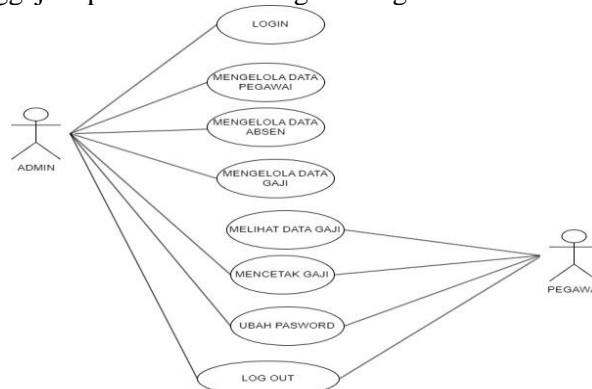 LOGIN
MENGELOLA DATA
PEGAWAI
MENGELOLA DATA
ABSEN
ADMIN
MENGELOLA DATA
GAJI
MELIHAT DATA GAJI
MENCETAK GAJI
PEGAWA
UBAH PASWORD
LOG OUT